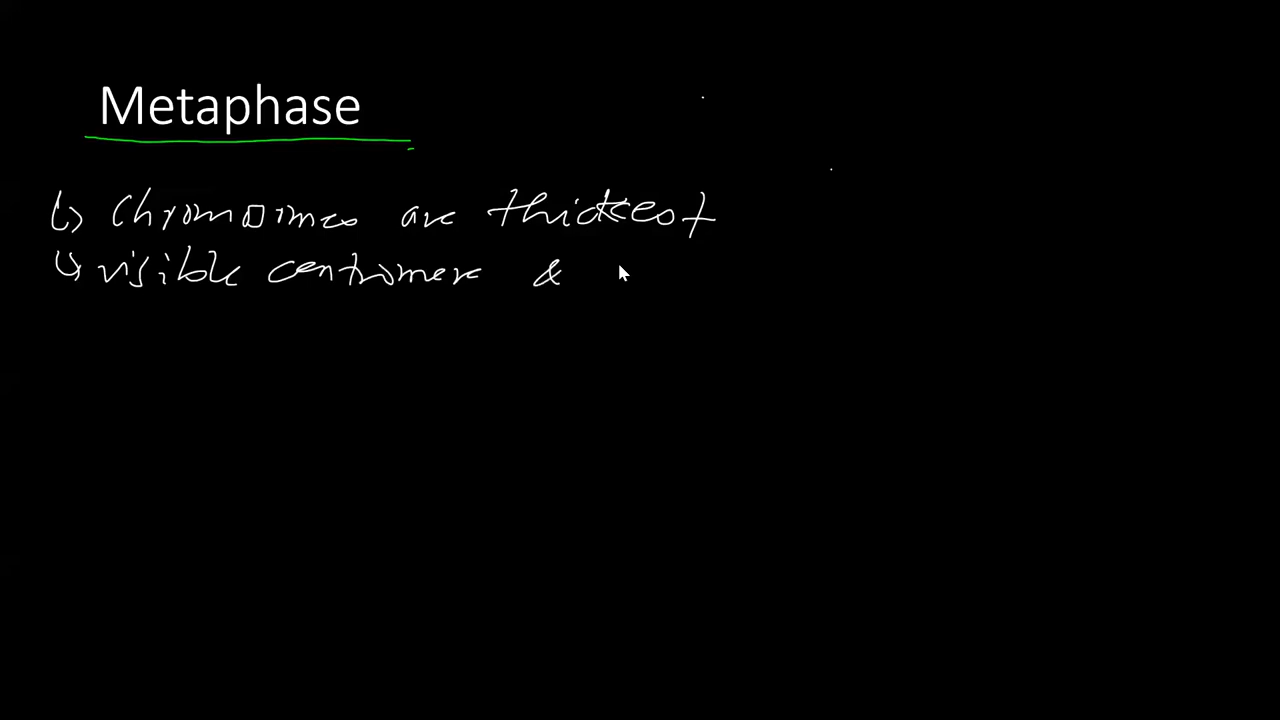 Metaphase
↳ Chromosomes are thickest
↳ visible centromere &